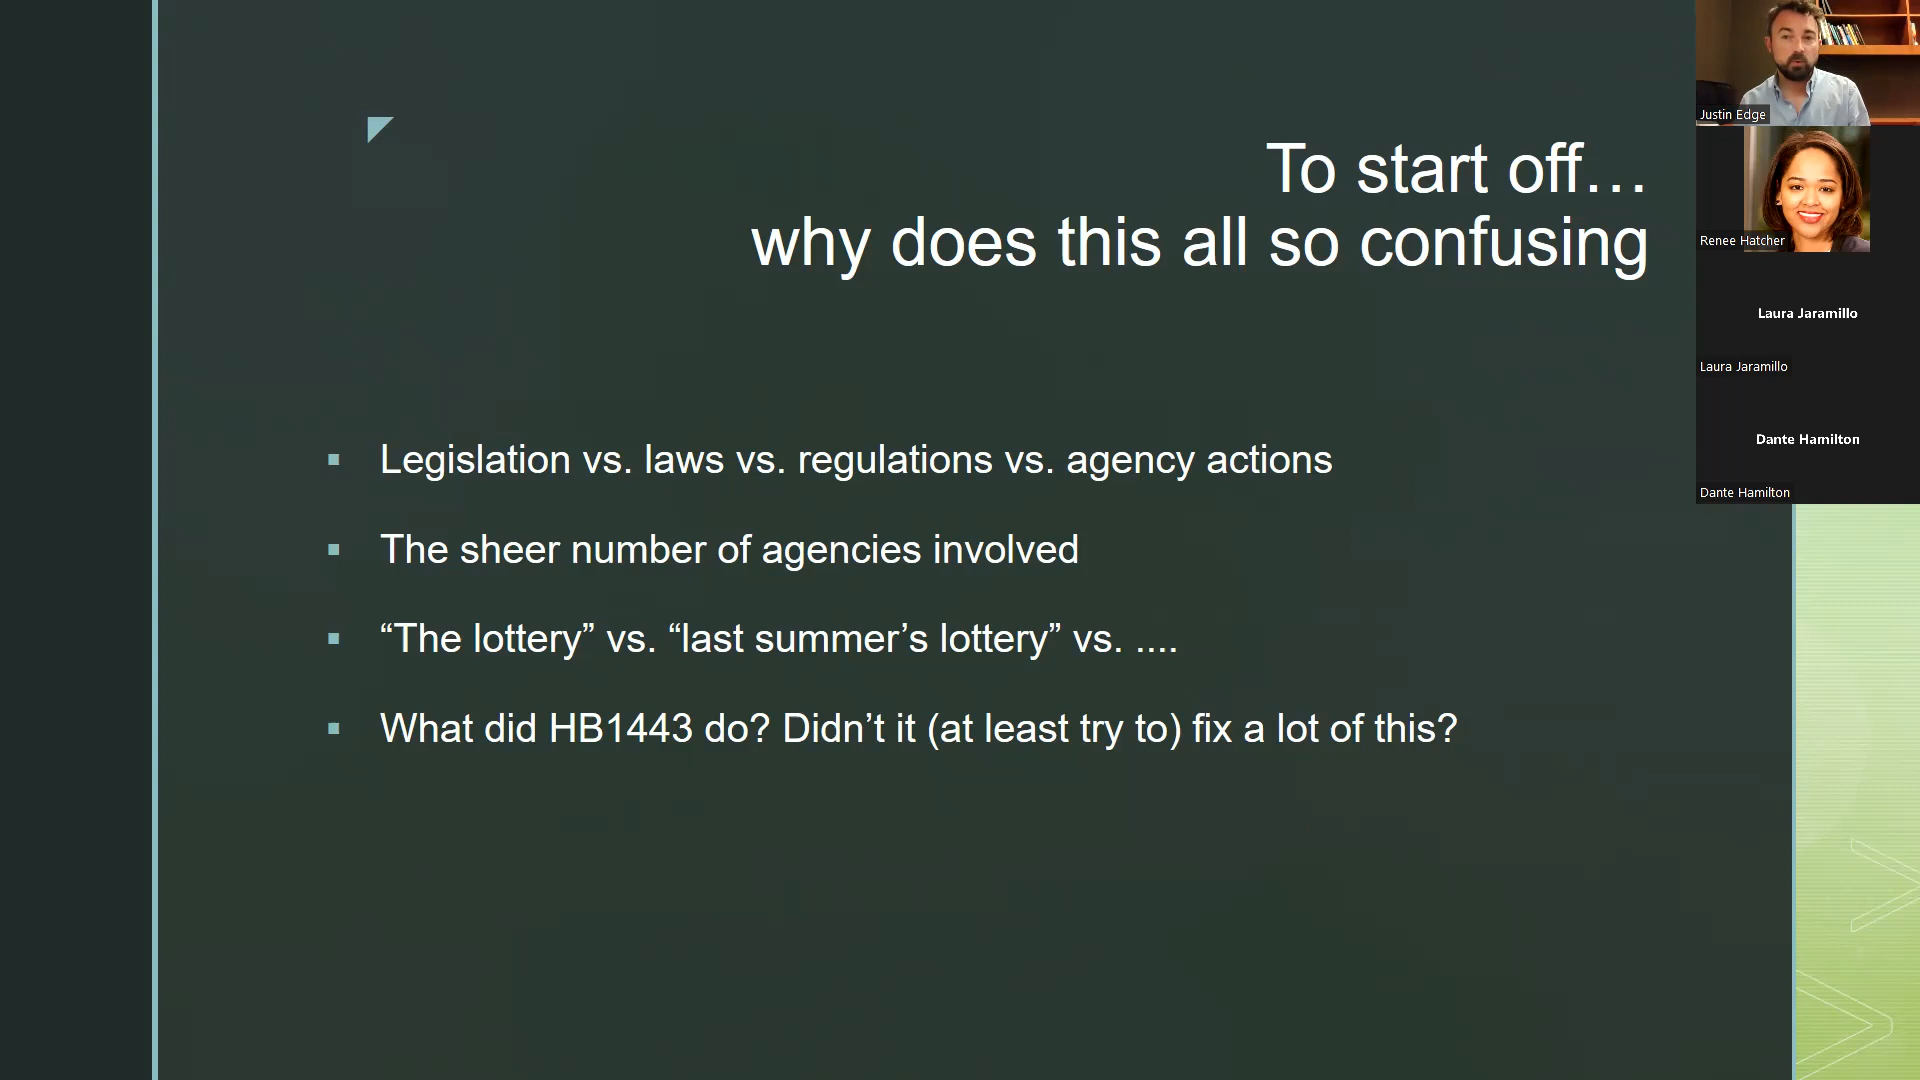 To start off…
why does this all so confusing
▪ Legislation vs. laws vs. regulations vs. agency actions
▪ The sheer number of agencies involved
▪ “The lottery” vs. “last summer’s lottery” vs. ....
▪ What did HB1443 do? Didn’t it (at least try to) fix a lot of this?
Justin Edge
Renee Hatcher
Laura Jaramillo
Laura Jaramillo
Dante Hamilton
Dante Hamilton